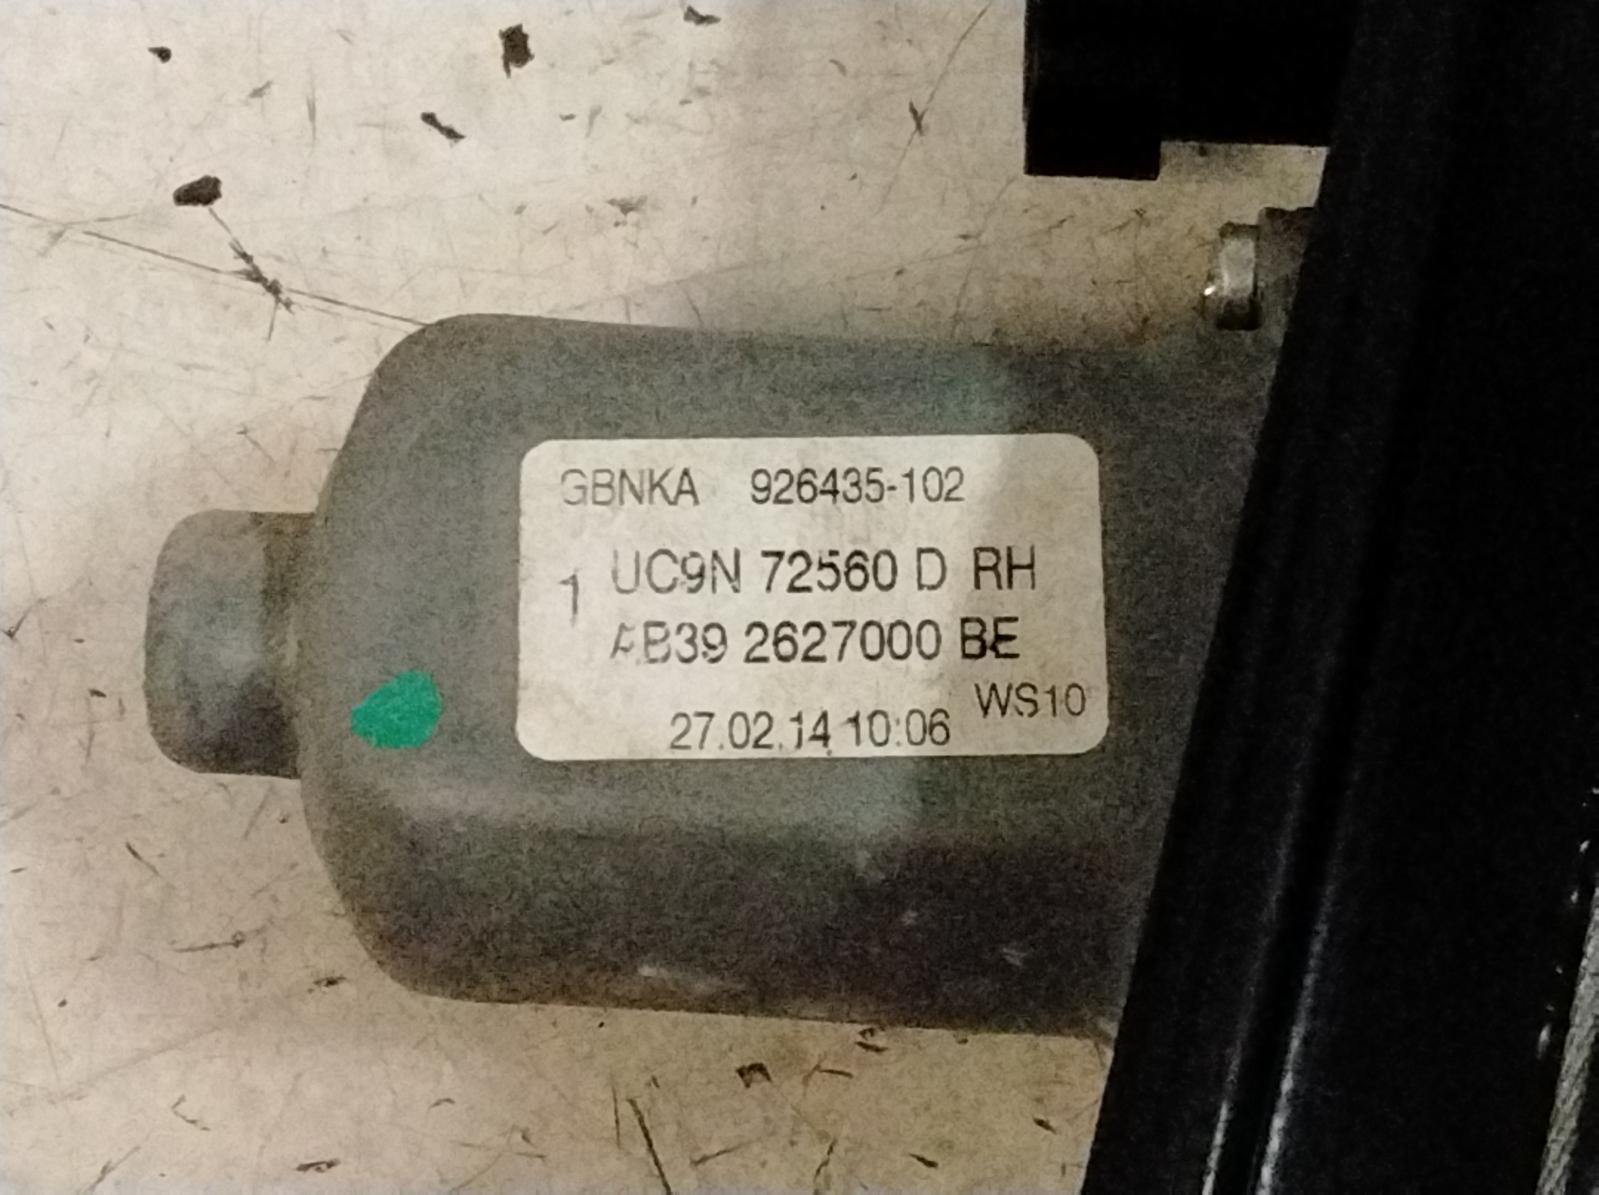 GBNKA 926435-102
1 UC9N 72560 D RH
AB39 2627000 BE
WS10
27.02.14 10:06